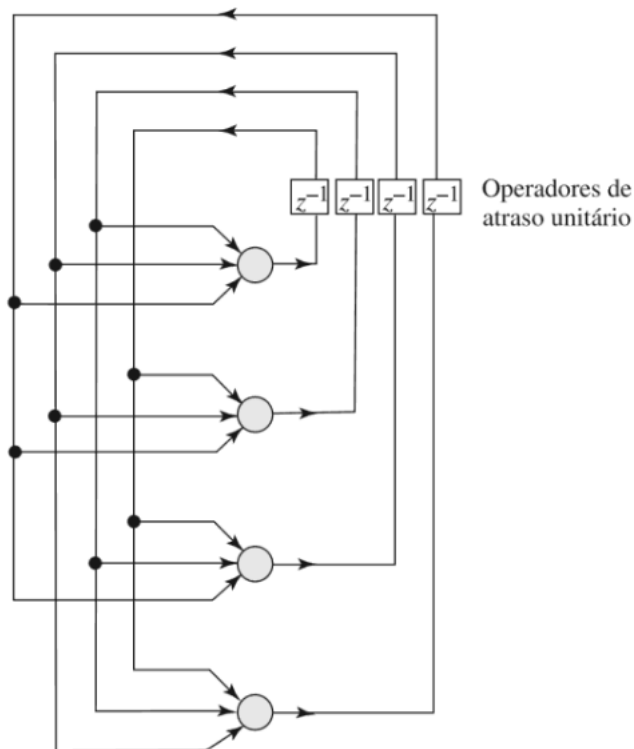 z⁻¹ z⁻¹ z⁻¹ z⁻¹
Operadores de
atraso unitário